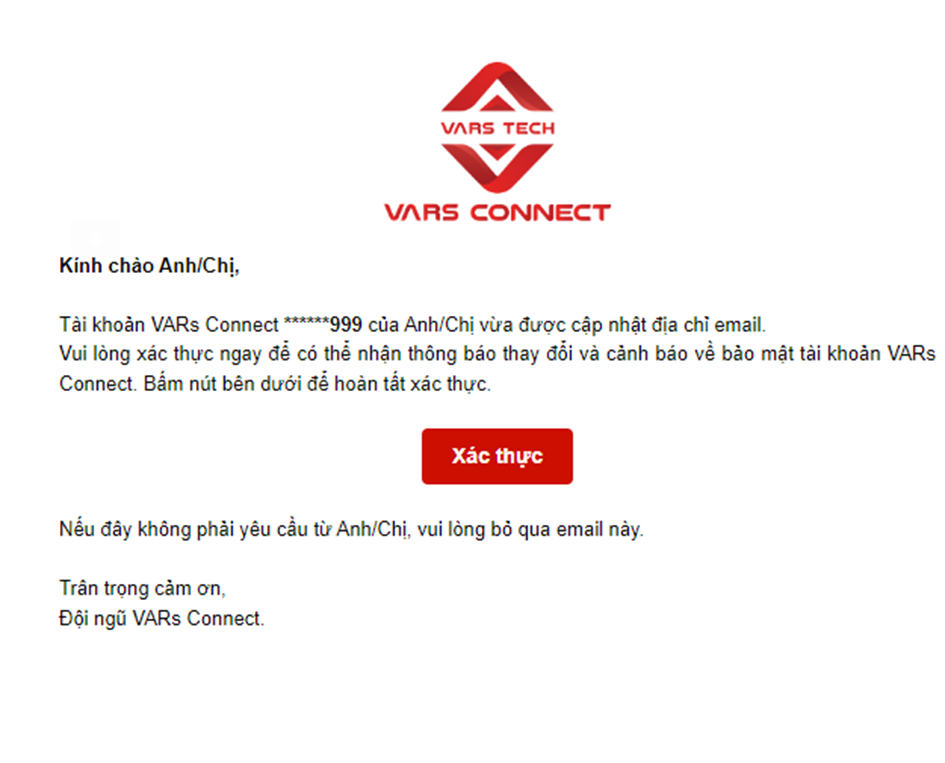 VARS TECH
VARS CONNECT
Kính chào Anh/Chị,
Tài khoản VARs Connect ******999 của Anh/Chị vừa được cập nhật địa chỉ email.
Vui lòng xác thực ngay để có thể nhận thông báo thay đổi và cảnh báo về bảo mật tài khoản VARs
Connect. Bấm nút bên dưới để hoàn tất xác thực.
Xác thực
Nếu đây không phải yêu cầu từ Anh/Chị, vui lòng bỏ qua email này.
Trân trọng cảm ơn,
Đội ngũ VARs Connect.